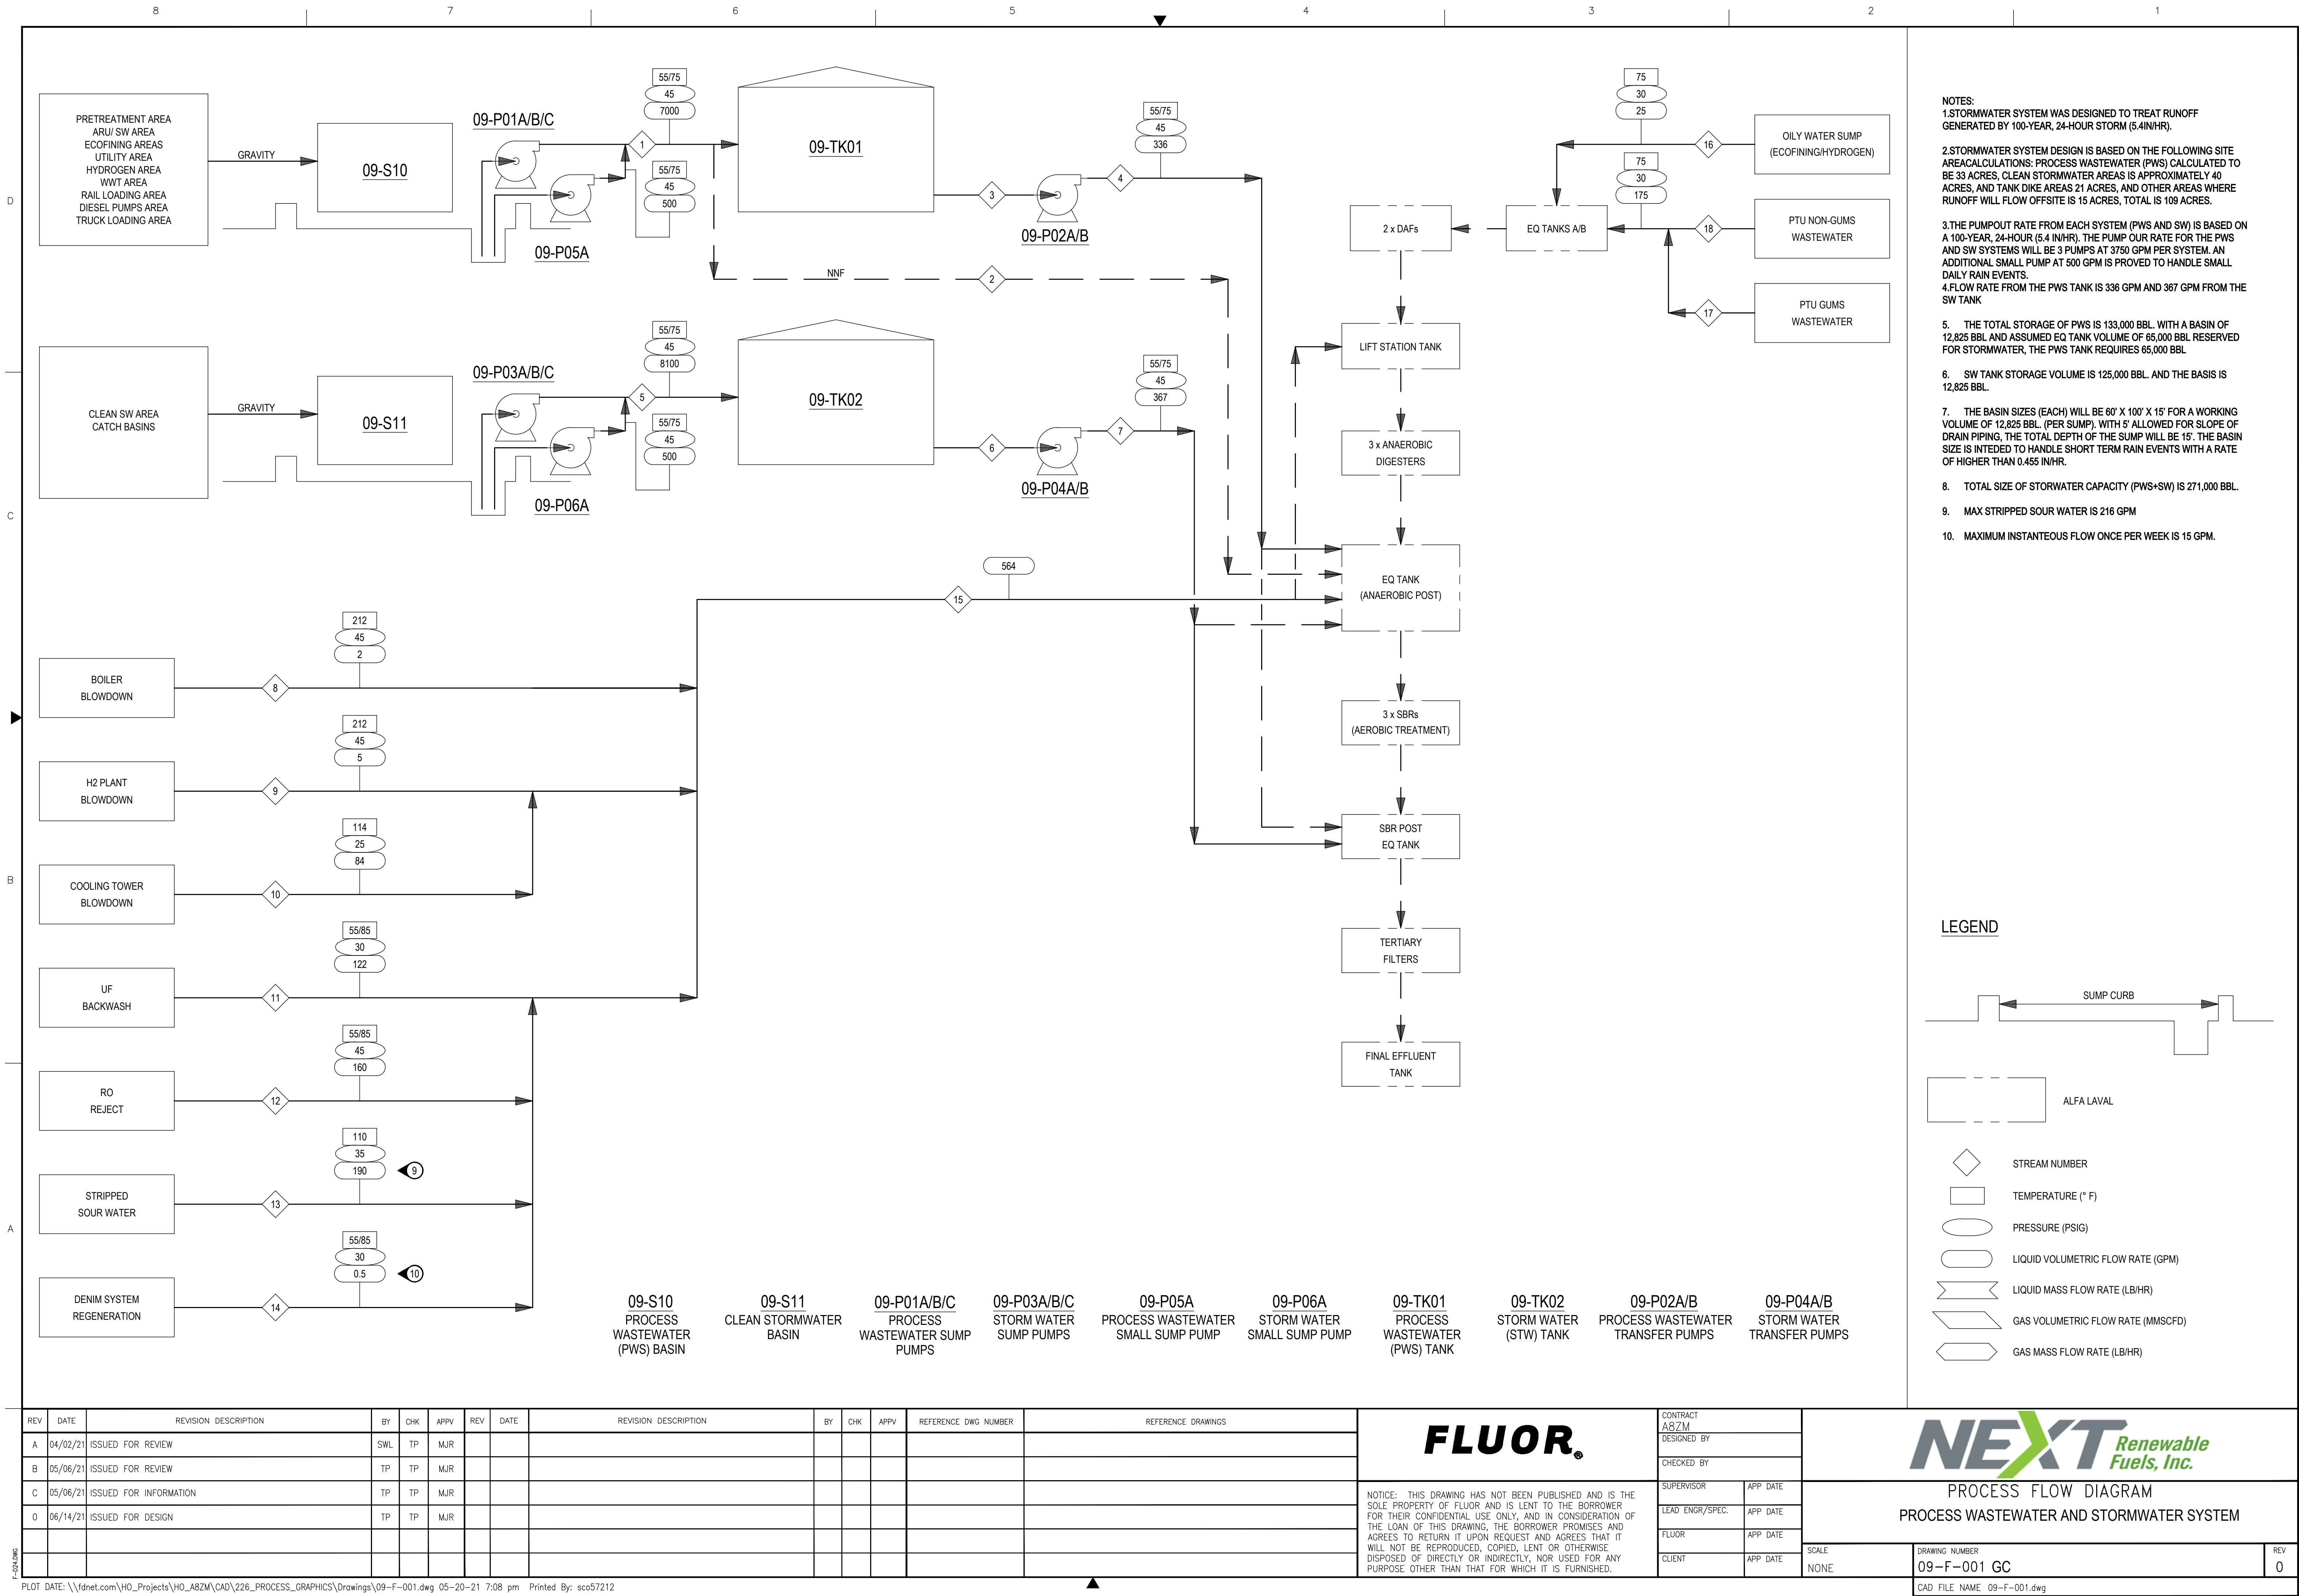 8 7 6 5 4 3 2 1
D
C
B
A
PRETREATMENT AREA
ARU/ SW AREA
ECOFINING AREAS
UTILITY AREA
HYDROGEN AREA
WWT AREA
RAIL LOADING AREA
DIESEL PUMPS AREA
TRUCK LOADING AREA
GRAVITY
09-S10
09-P01A/B/C
09-P05A
1
55/75
45
7000
55/75
45
500
09-TK01
3
09-P02A/B
4
55/75
45
336
NNF
2
CLEAN SW AREA
CATCH BASINS
GRAVITY
09-S11
09-P03A/B/C
09-P06A
5
55/75
45
8100
55/75
45
500
09-TK02
6
09-P04A/B
7
55/75
45
367
75
30
25
16
OILY WATER SUMP
(ECOFINING/HYDROGEN)
75
30
175
18
PTU NON-GUMS
WASTEWATER
17
PTU GUMS
WASTEWATER
EQ TANKS A/B
2 x DAFs
LIFT STATION TANK
3 x ANAEROBIC
DIGESTERS
EQ TANK
(ANAEROBIC POST)
3 x SBRs
(AEROBIC TREATMENT)
SBR POST
EQ TANK
TERTIARY
FILTERS
FINAL EFFLUENT
TANK
564
15
BOILER
BLOWDOWN
8
212
45
2
H2 PLANT
BLOWDOWN
9
212
45
5
COOLING TOWER
BLOWDOWN
10
114
25
84
UF
BACKWASH
11
55/85
30
122
RO
REJECT
12
55/85
45
160
STRIPPED
SOUR WATER
13
110
35
190
9
DENIM SYSTEM
REGENERATION
14
55/85
30
0.5
10
09-S10
PROCESS
WASTEWATER
(PWS) BASIN
09-S11
CLEAN STORMWATER
BASIN
09-P01A/B/C
PROCESS
WASTEWATER SUMP
PUMPS
09-P03A/B/C
STORM WATER
SUMP PUMPS
09-P05A
PROCESS WASTEWATER
SMALL SUMP PUMP
09-P06A
STORM WATER
SMALL SUMP PUMP
09-TK01
PROCESS
WASTEWATER
(PWS) TANK
09-TK02
STORM WATER
(STW) TANK
09-P02A/B
PROCESS WASTEWATER
TRANSFER PUMPS
09-P04A/B
STORM WATER
TRANSFER PUMPS
NOTES:
1.STORMWATER SYSTEM WAS DESIGNED TO TREAT RUNOFF
GENERATED BY 100-YEAR, 24-HOUR STORM (5.4IN/HR).
2.STORMWATER SYSTEM DESIGN IS BASED ON THE FOLLOWING SITE
AREACALCULATIONS: PROCESS WASTEWATER (PWS) CALCULATED TO
BE 33 ACRES, CLEAN STORMWATER AREAS IS APPROXIMATELY 40
ACRES, AND TANK DIKE AREAS 21 ACRES, AND OTHER AREAS WHERE
RUNOFF WILL FLOW OFFSITE IS 15 ACRES, TOTAL IS 109 ACRES.
3.THE PUMPOUT RATE FROM EACH SYSTEM (PWS AND SW) IS BASED ON
A 100-YEAR, 24-HOUR (5.4 IN/HR). THE PUMP OUR RATE FOR THE PWS
AND SW SYSTEMS WILL BE 3 PUMPS AT 3750 GPM PER SYSTEM. AN
ADDITIONAL SMALL PUMP AT 500 GPM IS PROVED TO HANDLE SMALL
DAILY RAIN EVENTS.
4.FLOW RATE FROM THE PWS TANK IS 336 GPM AND 367 GPM FROM THE
SW TANK
5. THE TOTAL STORAGE OF PWS IS 133,000 BBL. WITH A BASIN OF
12,825 BBL AND ASSUMED EQ TANK VOLUME OF 65,000 BBL RESERVED
FOR STORMWATER, THE PWS TANK REQUIRES 65,000 BBL
6. SW TANK STORAGE VOLUME IS 125,000 BBL. AND THE BASIS IS
12,825 BBL.
7. THE BASIN SIZES (EACH) WILL BE 60' X 100' X 15' FOR A WORKING
VOLUME OF 12,825 BBL. (PER SUMP). WITH 5' ALLOWED FOR SLOPE OF
DRAIN PIPING, THE TOTAL DEPTH OF THE SUMP WILL BE 15'. THE BASIN
SIZE IS INTEDED TO HANDLE SHORT TERM RAIN EVENTS WITH A RATE
OF HIGHER THAN 0.455 IN/HR.
8. TOTAL SIZE OF STORWATER CAPACITY (PWS+SW) IS 271,000 BBL.
9. MAX STRIPPED SOUR WATER IS 216 GPM
10. MAXIMUM INSTANTEOUS FLOW ONCE PER WEEK IS 15 GPM.
LEGEND
SUMP CURB
ALFA LAVAL
STREAM NUMBER
TEMPERATURE (° F)
PRESSURE (PSIG)
LIQUID VOLUMETRIC FLOW RATE (GPM)
LIQUID MASS FLOW RATE (LB/HR)
GAS VOLUMETRIC FLOW RATE (MMSCFD)
GAS MASS FLOW RATE (LB/HR)
REV DATE REVISION DESCRIPTION BY CHK APPV REV DATE REVISION DESCRIPTION BY CHK APPV REFERENCE DWG NUMBER REFERENCE DRAWINGS
A 04/02/21 ISSUED FOR REVIEW SWL TP MJR
B 05/06/21 ISSUED FOR REVIEW TP TP MJR
C 05/06/21 ISSUED FOR INFORMATION TP TP MJR
0 06/14/21 ISSUED FOR DESIGN TP TP MJR
FLUOR®
NOTICE: THIS DRAWING HAS NOT BEEN PUBLISHED AND IS THE
SOLE PROPERTY OF FLUOR AND IS LENT TO THE BORROWER
FOR THEIR CONFIDENTIAL USE ONLY, AND IN CONSIDERATION OF
THE LOAN OF THIS DRAWING, THE BORROWER PROMISES AND
AGREES TO RETURN IT UPON REQUEST AND AGREES THAT IT
WILL NOT BE REPRODUCED, COPIED, LENT OR OTHERWISE
DISPOSED OF DIRECTLY OR INDIRECTLY, NOR USED FOR ANY
PURPOSE OTHER THAN THAT FOR WHICH IT IS FURNISHED.
CONTRACT
A8ZM
DESIGNED BY
CHECKED BY
SUPERVISOR APP DATE
LEAD ENGR/SPEC. APP DATE
FLUOR APP DATE
CLIENT APP DATE
NEXT Renewable
Fuels, Inc.
PROCESS FLOW DIAGRAM
PROCESS WASTEWATER AND STORMWATER SYSTEM
SCALE
NONE
DRAWING NUMBER
09-F-001 GC
REV
0
CAD FILE NAME 09-F-001.dwg
F-D024.DWG
PLOT DATE: \\fdnet.com\HO_Projects\HO_A8ZM\CAD\226_PROCESS_GRAPHICS\Drawings\09-F-001.dwg 05-20-21 7:08 pm Printed By: sco57212